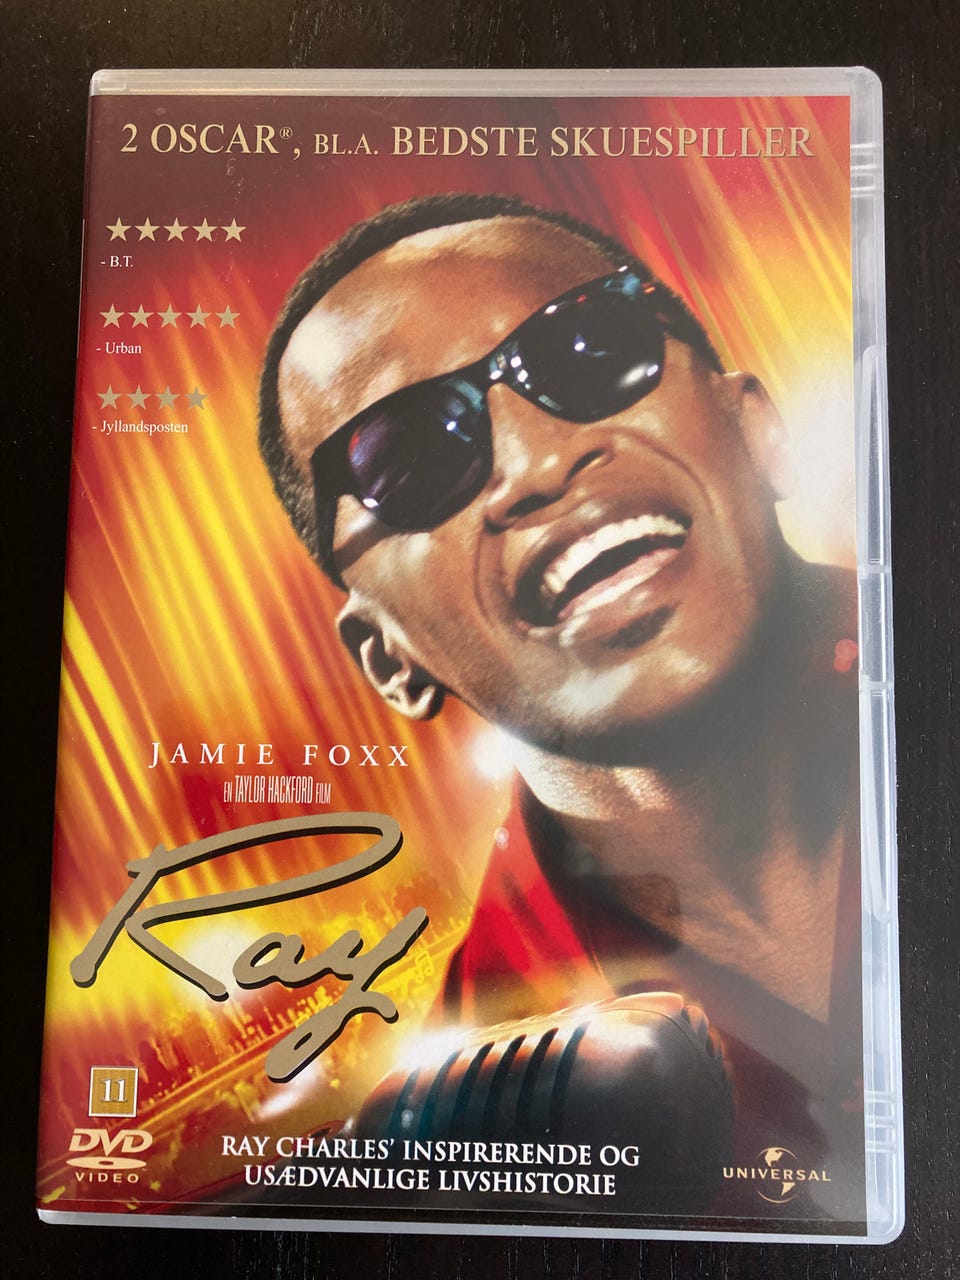 2 OSCAR®, BL.A. BEDSTE SKUESPILLER
- B.T.
- Urban
- Jyllandsposten
JAMIE FOXX
EN TAYLOR HACKFORD FILM
Ray
11
DVD
VIDEO
RAY CHARLES’ INSPIRERENDE OG
USÆDVANLIGE LIVSHISTORIE
UNIVERSAL